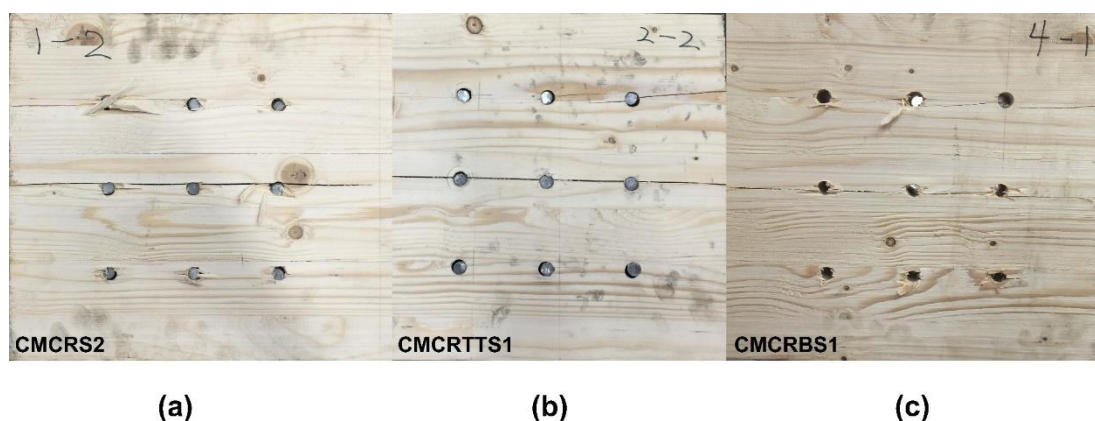 1-2
2-2
4-1
CMCRS2
CMCRTTS1
CMCRBS1
(a)
(b)
(c)